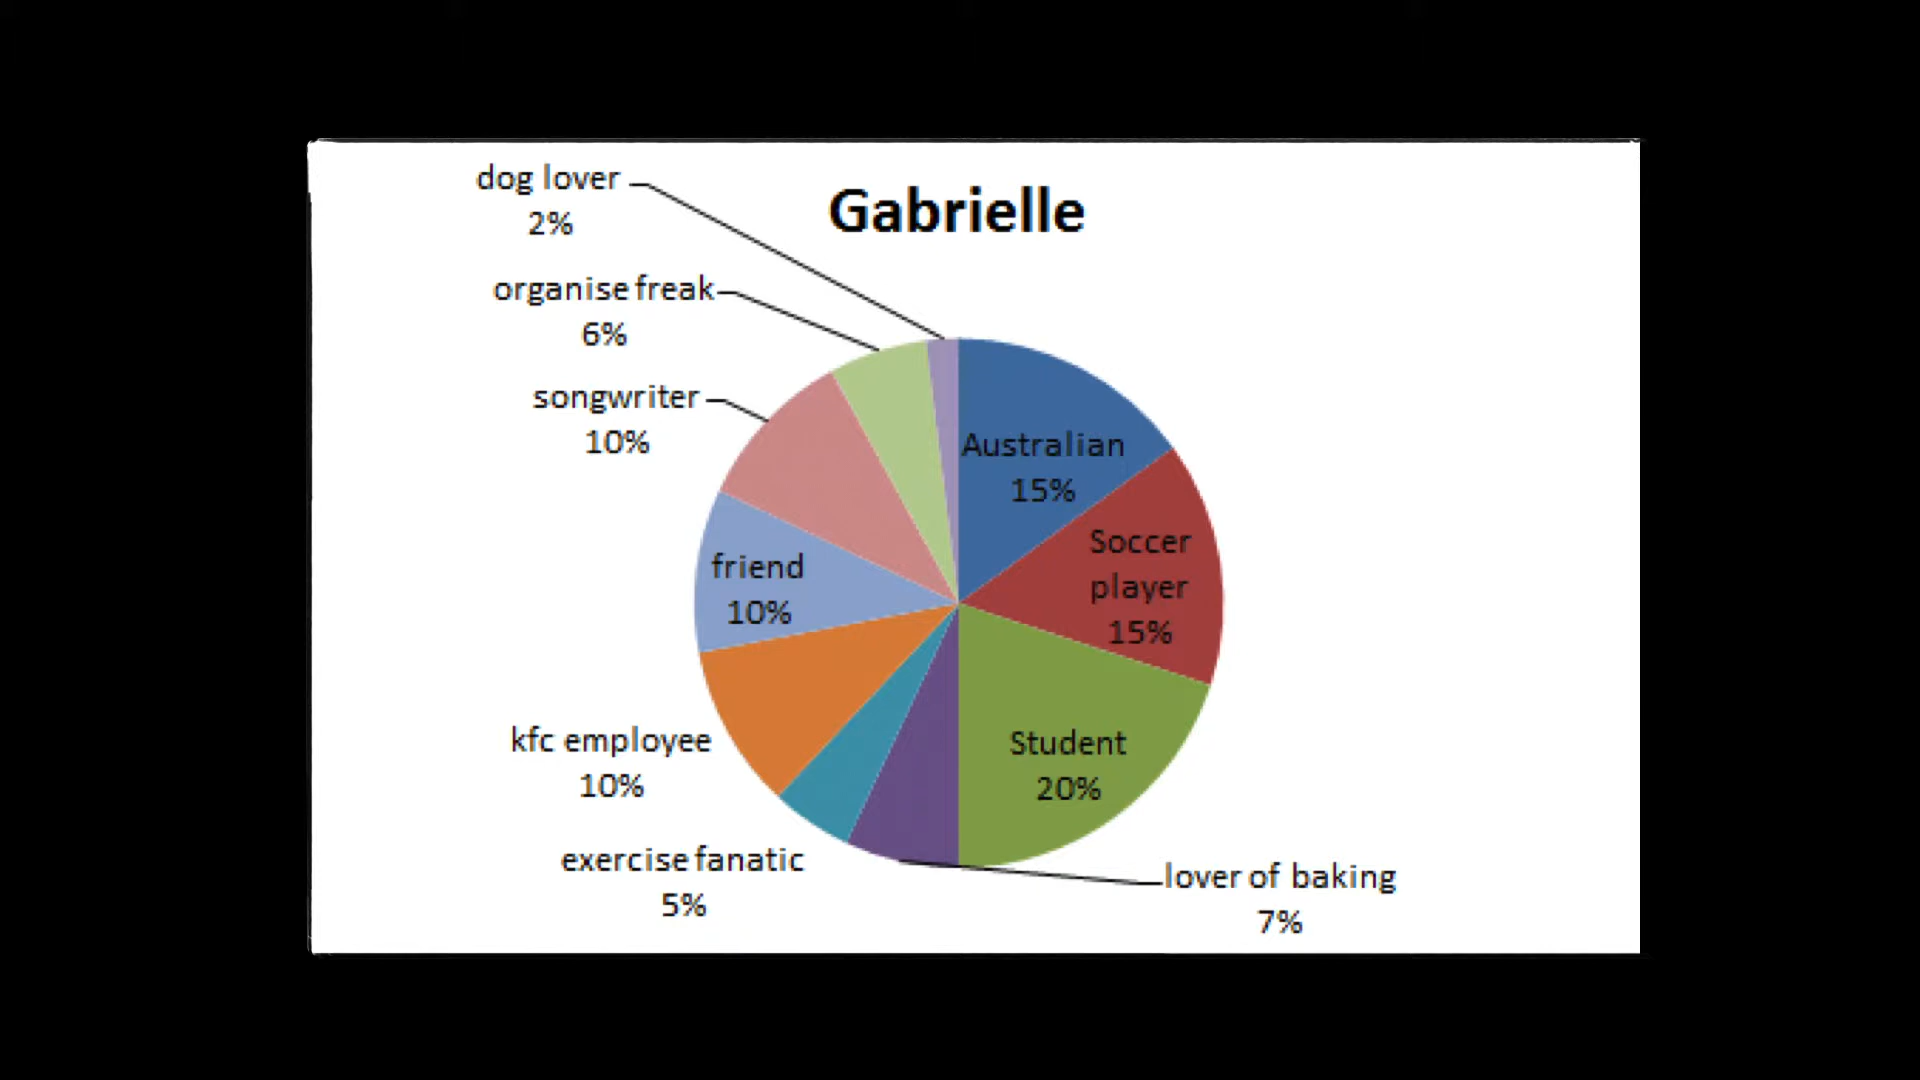 Gabrielle
dog lover
2%
organise freak
6%
songwriter
10%
Australian
15%
Soccer
player
15%
friend
10%
Student
20%
kfc employee
10%
exercise fanatic
5%
lover of baking
7%